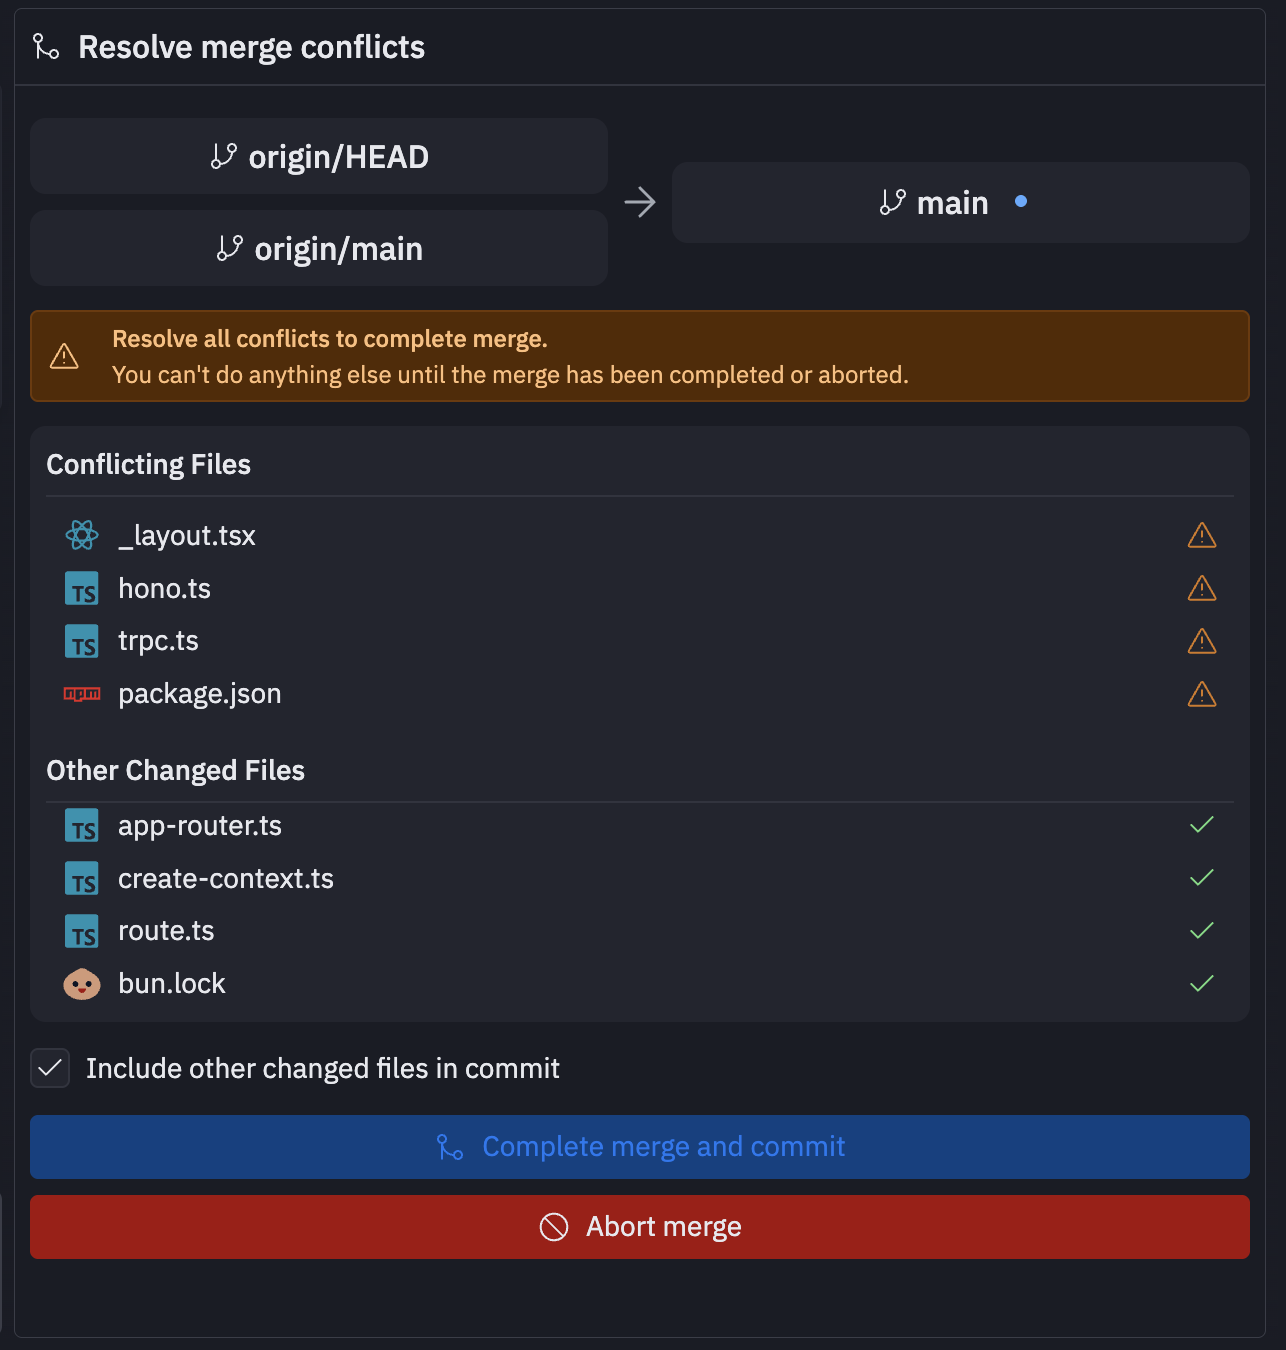 Resolve merge conflicts
origin/HEAD
origin/main
main
Resolve all conflicts to complete merge.
You can't do anything else until the merge has been completed or aborted.
Conflicting Files
_layout.tsx
TS hono.ts
TS trpc.ts
npm package.json
Other Changed Files
TS app-router.ts
TS create-context.ts
TS route.ts
bun.lock
Include other changed files in commit
Complete merge and commit
Abort merge